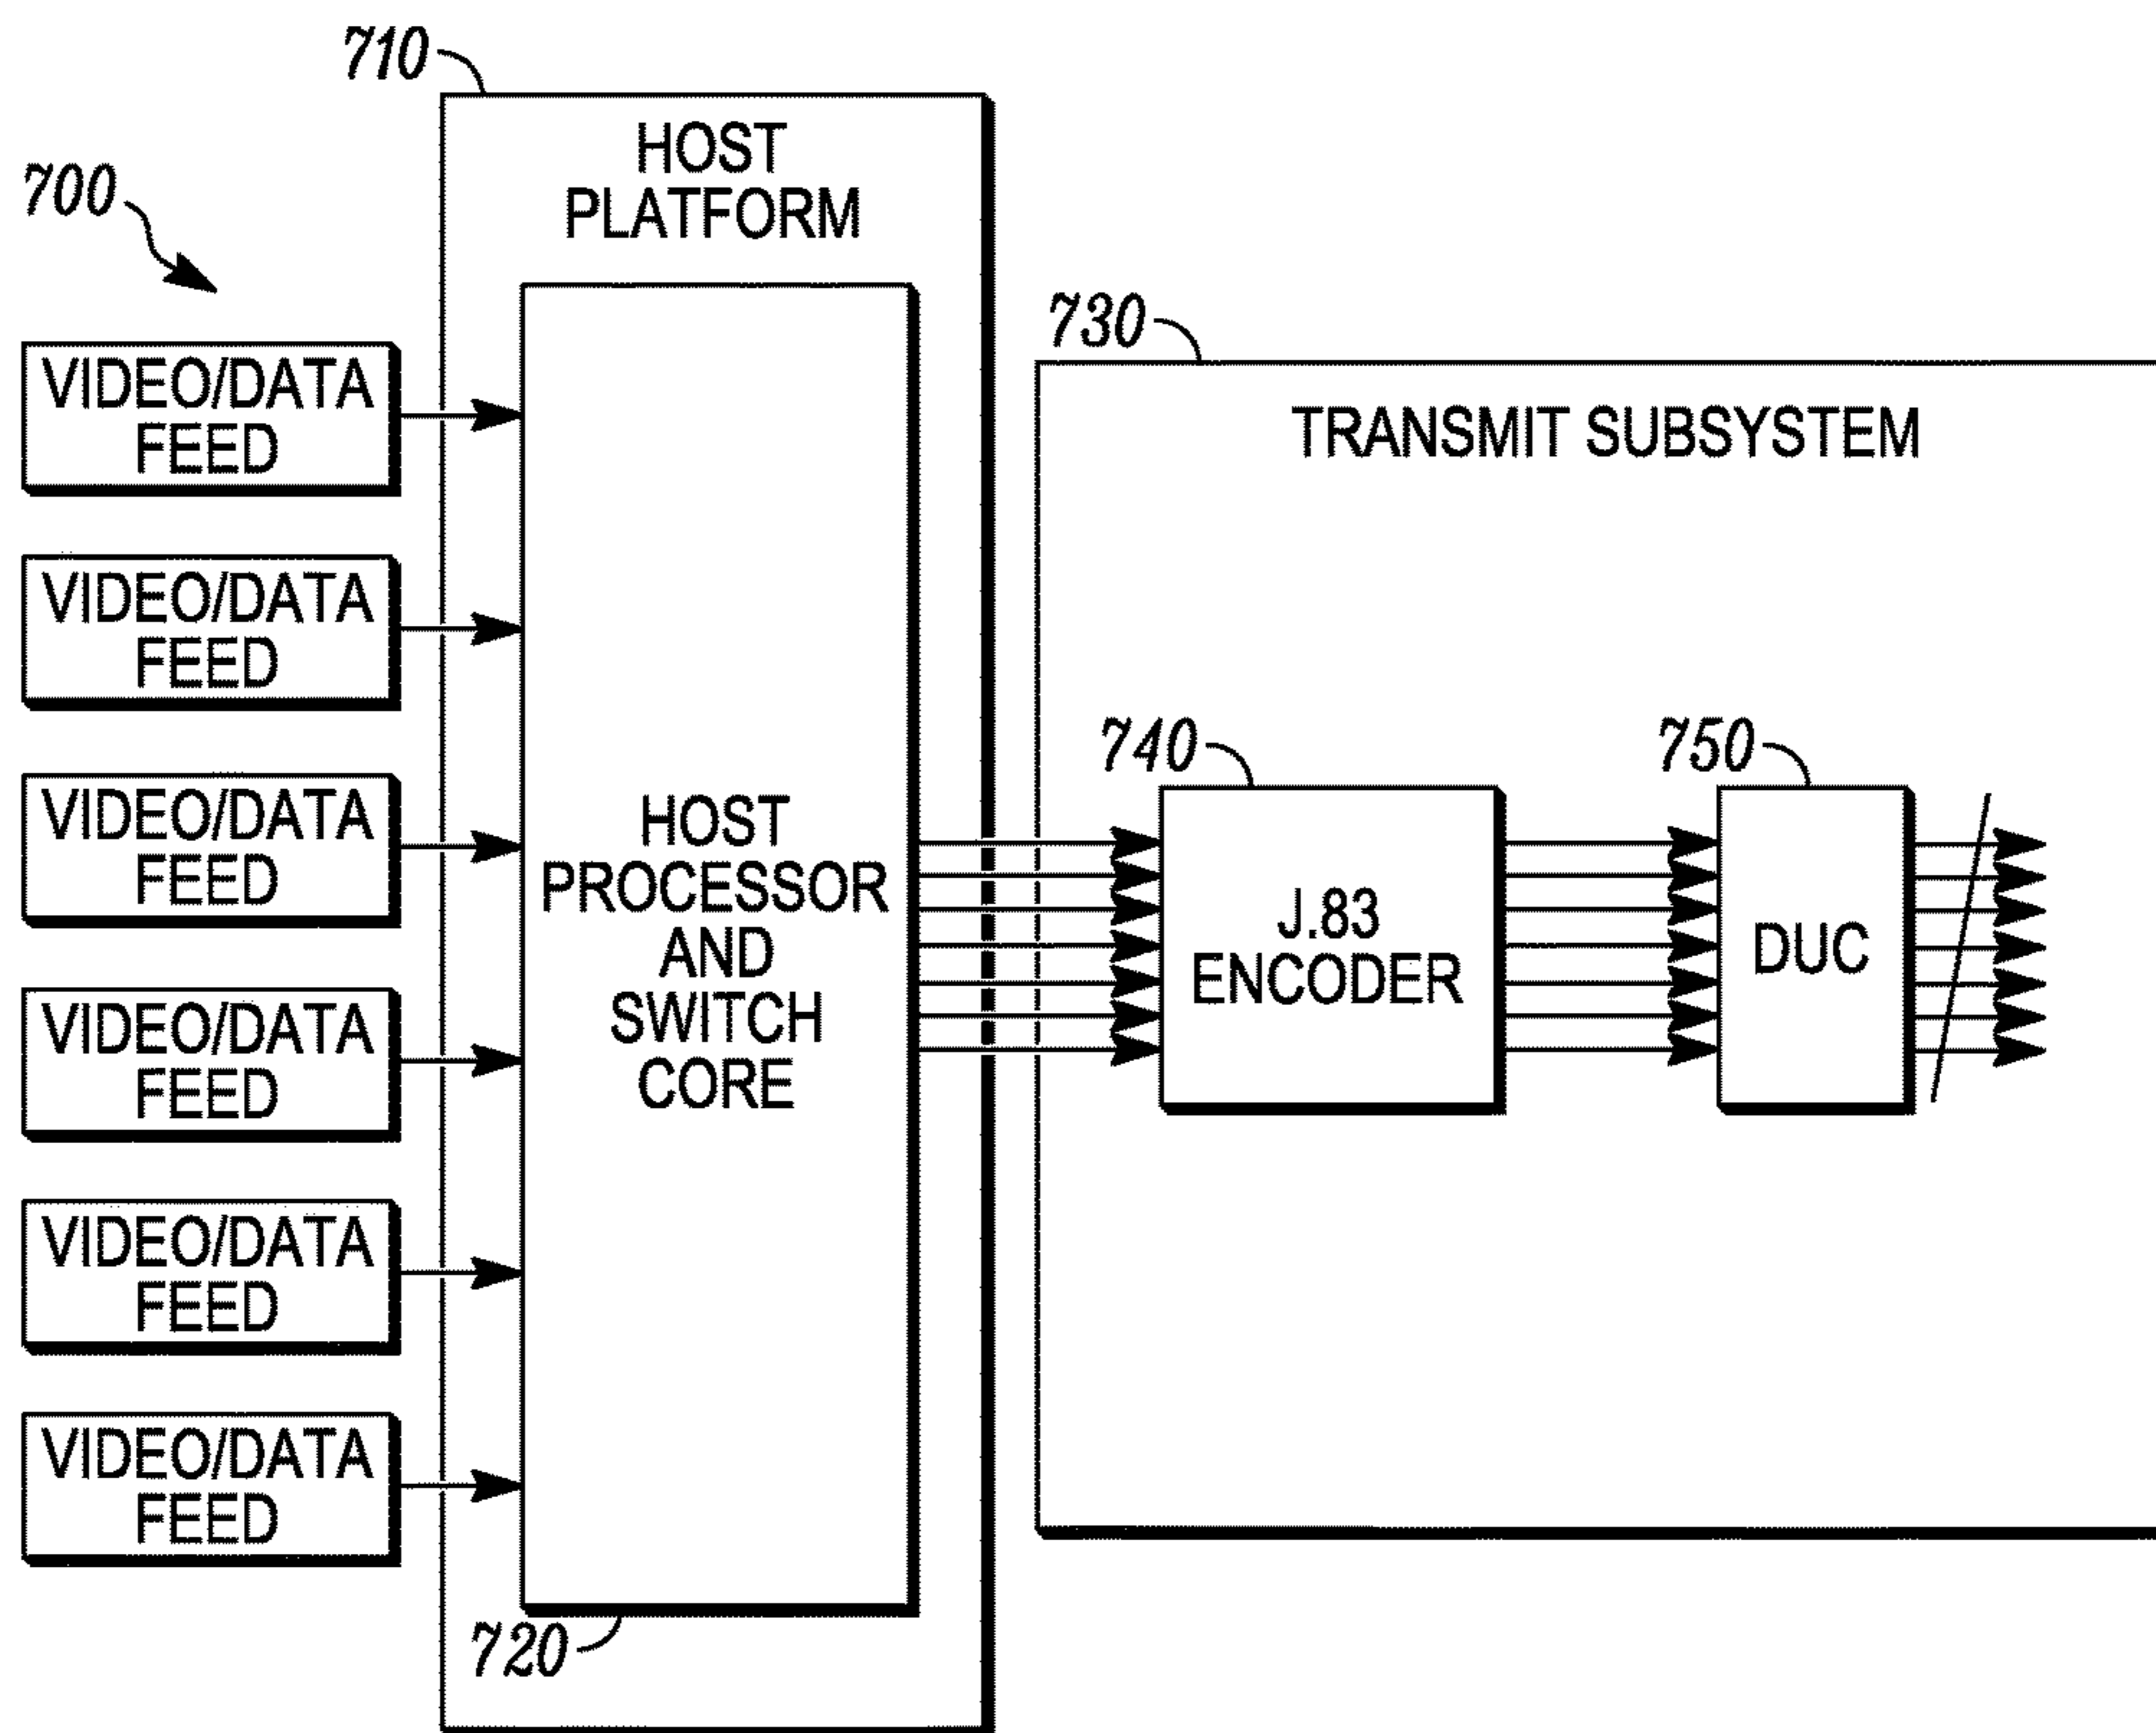 710
HOST
PLATFORM
700
VIDEO/DATA
FEED
VIDEO/DATA
FEED
VIDEO/DATA
FEED
VIDEO/DATA
FEED
VIDEO/DATA
FEED
VIDEO/DATA
FEED
HOST
PROCESSOR
AND
SWITCH
CORE
720
730
TRANSMIT SUBSYSTEM
740
J.83
ENCODER
750
DUC